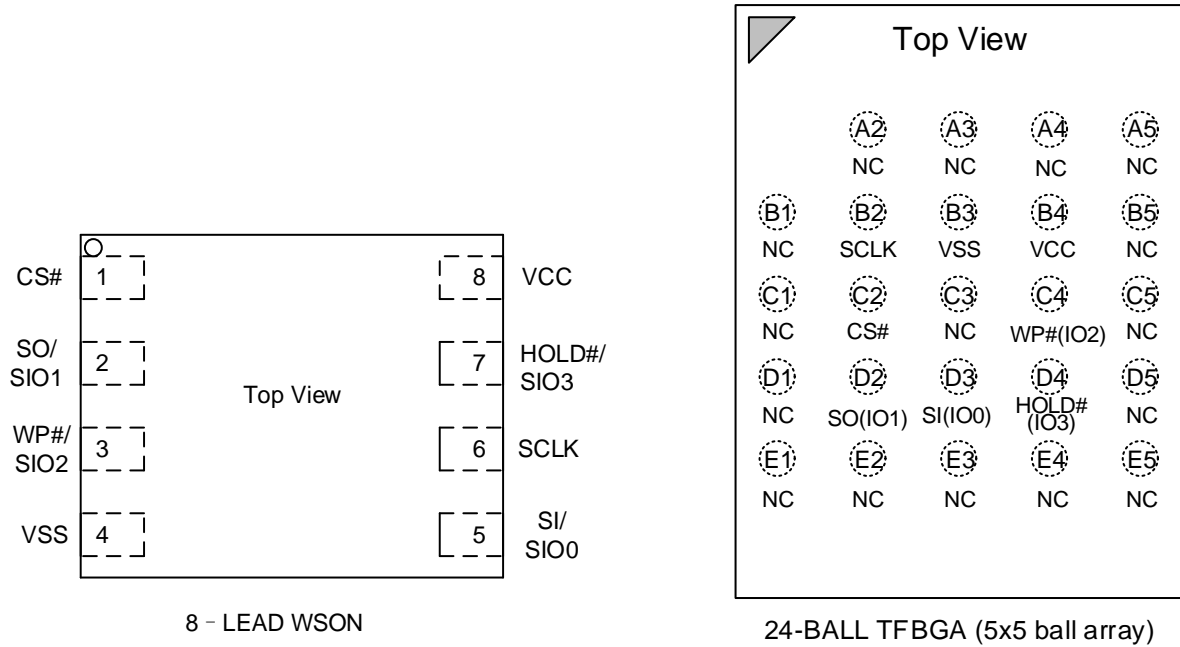 CS#
SO/
SIO1
WP#/
SIO2
VSS
1
2
3
4
Top View
8
7
6
5
VCC
HOLD#/
SIO3
SCLK
SI/
SIO0
8 - LEAD WSON
Top View
A2 A3 A4 A5
NC NC NC NC
B1 B2 B3 B4 B5
NC SCLK VSS VCC NC
C1 C2 C3 C4 C5
NC CS# NC WP#(IO2) NC
D1 D2 D3 D4 D5
NC SO(IO1) SI(IO0) HOLD# NC
(IO3)
E1 E2 E3 E4 E5
NC NC NC NC NC
24-BALL TFBGA (5x5 ball array)